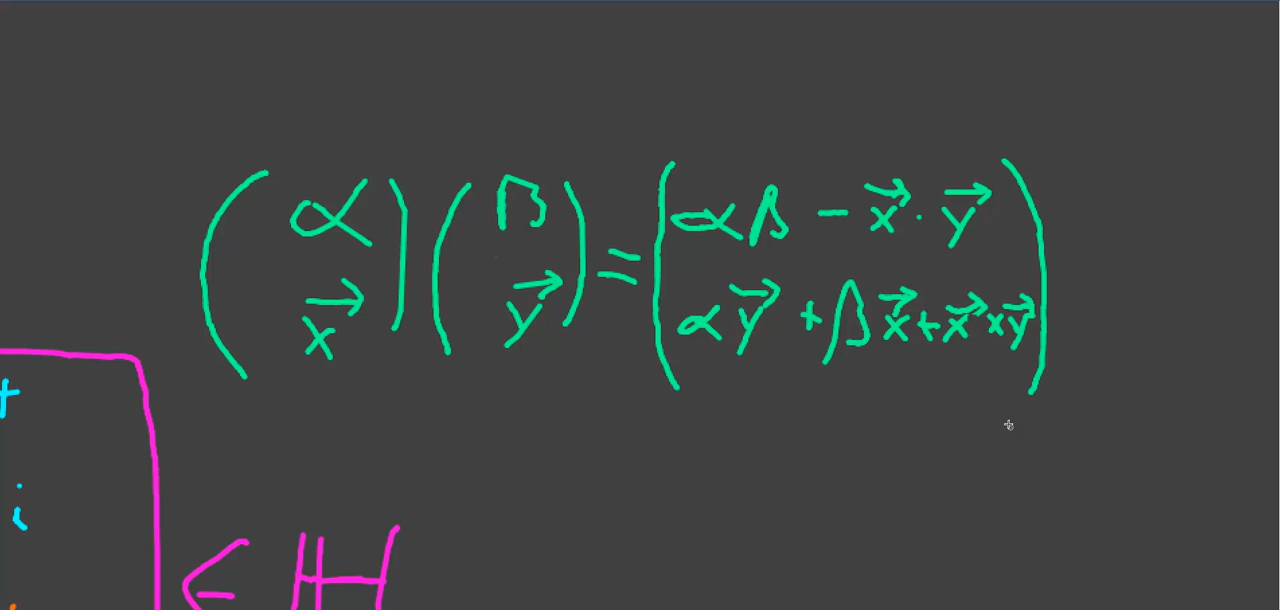 (α x⃗)(β y⃗) = (αβ − x⃗ · y⃗
αy⃗ + βx⃗ + x⃗ × y⃗)
+
i
∈ ℍ